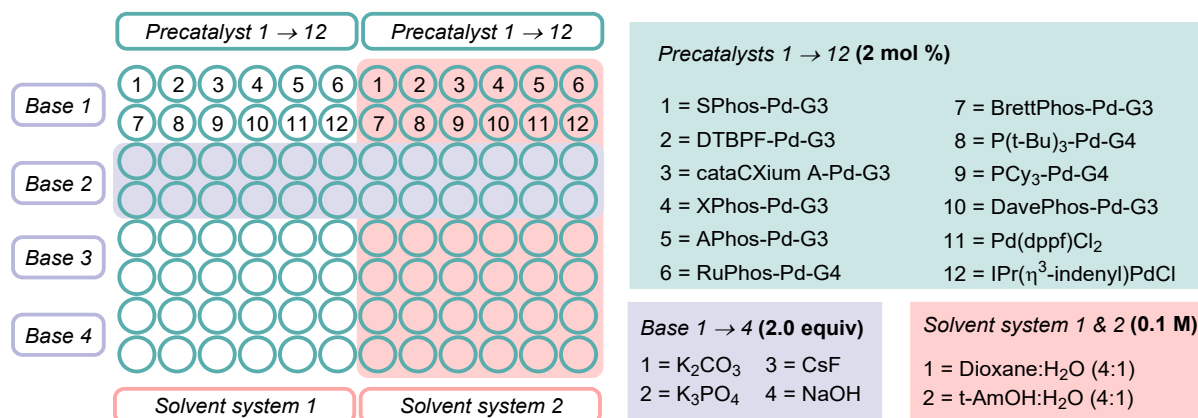 Precatalyst 1 → 12 Precatalyst 1 → 12
Base 1
1 2 3 4 5 6 1 2 3 4 5 6
7 8 9 10 11 12 7 8 9 10 11 12
Base 2
Base 3
Base 4
Solvent system 1 Solvent system 2
Precatalysts 1 → 12 (2 mol %)
1 = SPhos-Pd-G3
2 = DTBPF-Pd-G3
3 = cataCXium A-Pd-G3
4 = XPhos-Pd-G3
5 = APhos-Pd-G3
6 = RuPhos-Pd-G4
7 = BrettPhos-Pd-G3
8 = P(t-Bu)₃-Pd-G4
9 = PCy₃-Pd-G4
10 = DavePhos-Pd-G3
11 = Pd(dppf)Cl₂
12 = IPr(η³-indenyl)PdCl
Base 1 → 4 (2.0 equiv)
1 = K₂CO₃ 3 = CsF
2 = K₃PO₄ 4 = NaOH
Solvent system 1 & 2 (0.1 M)
1 = Dioxane:H₂O (4:1)
2 = t-AmOH:H₂O (4:1)